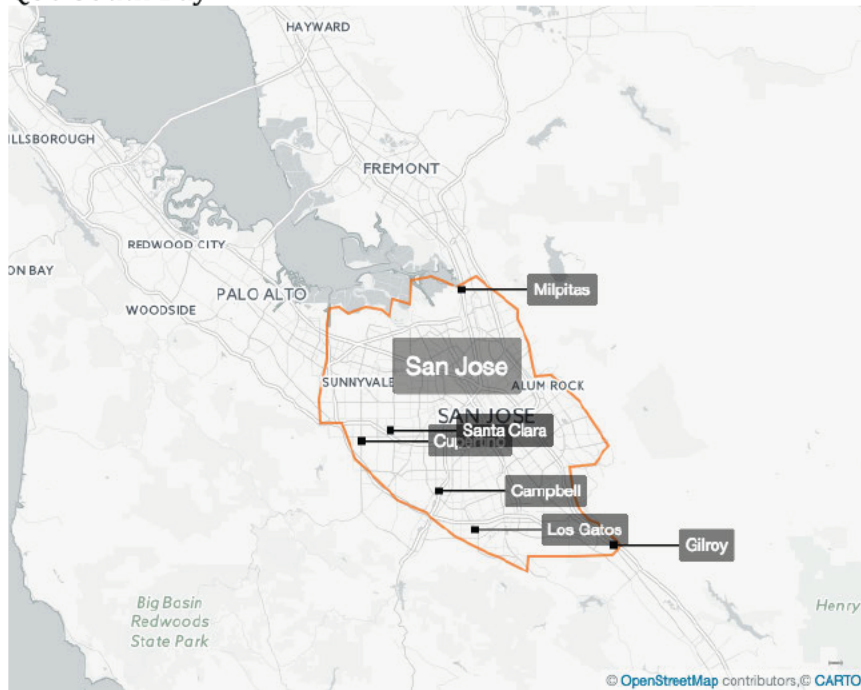 HAYWARD
ILLSBOROUGH
FREMONT
REDWOOD CITY
ON BAY
Milpitas
PALO ALTO
WOODSIDE
San Jose
SUNNYVALE
ALUM ROCK
SAN JOSE
Santa Clara
Cupertino
Campbell
Los Gatos
Gilroy
Big Basin
Redwoods
State Park
Henry
© OpenStreetMap contributors,© CARTO